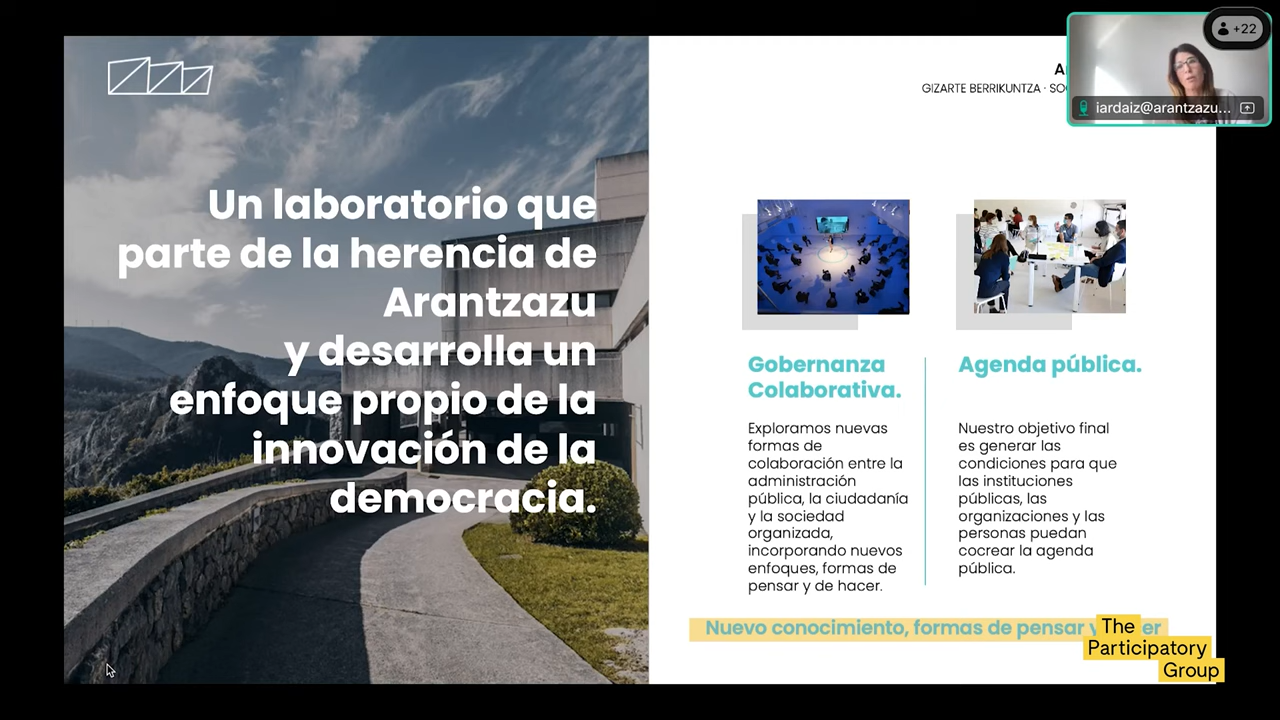 +22
iardaiz@arantzazu...
GIZARTE BERRIKUNTZA ·
Un laboratorio que
parte de la herencia de
Arantzazu
y desarrolla un
enfoque propio de la
innovación de la
democracia.
Gobernanza
Colaborativa.
Exploramos nuevas
formas de
colaboración entre la
administración
pública, la ciudadanía
y la sociedad
organizada,
incorporando nuevos
enfoques, formas de
pensar y de hacer.
Agenda pública.
Nuestro objetivo final
es generar las
condiciones para que
las instituciones
públicas, las
organizaciones y las
personas puedan
cocrear la agenda
pública.
Nuevo conocimiento, formas de pensar
The
Participatory
Group